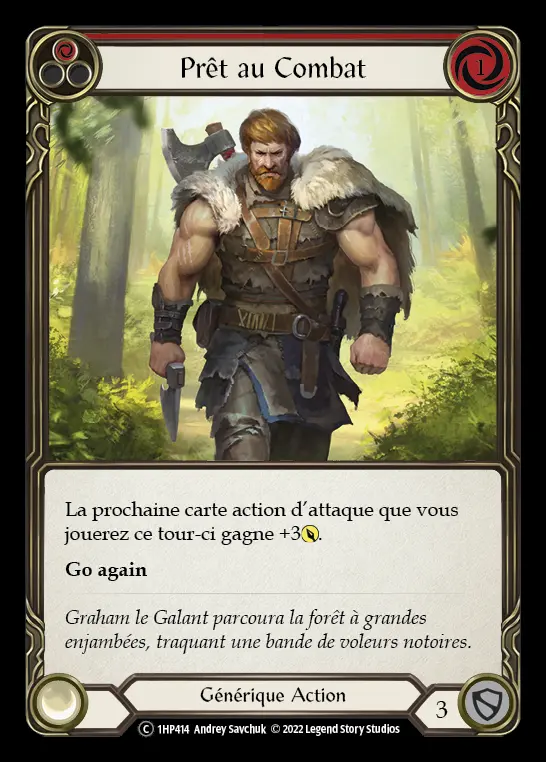 Prêt au Combat
1
La prochaine carte action d'attaque que vous
jouerez ce tour-ci gagne +3.
Go again
Graham le Galant parcoura la forêt à grandes
enjambées, traquant une bande de voleurs notoires.
Générique Action
3
C 1HP414 Andrey Savchuk © 2022 Legend Story Studios